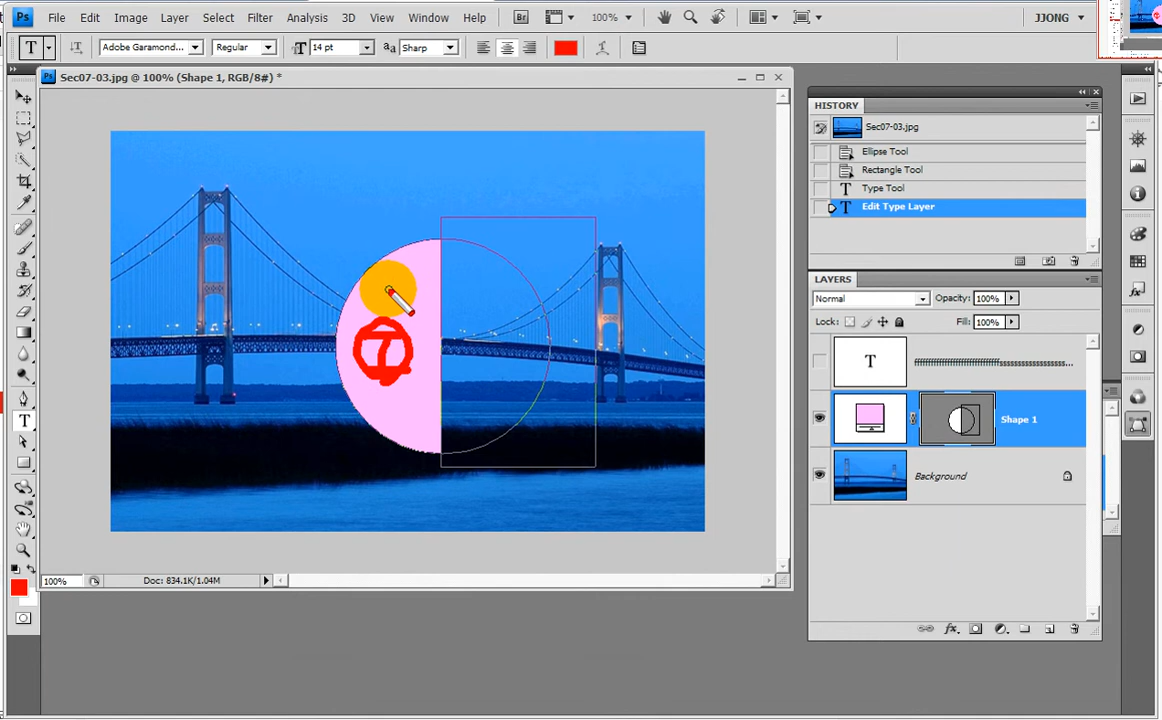 Ps File Edit Image Layer Select Filter Analysis 3D View Window Help Br 100% JJONG
T T Adobe Garamond... Regular T 14 pt aa Sharp
Ps Sec07-03.jpg @ 100% (Shape 1, RGB/8#) *
HISTORY
Sec07-03.jpg
Ellipse Tool
Rectangle Tool
T Type Tool
T Edit Type Layer
LAYERS
Normal Opacity: 100%
Lock: Fill: 100%
T
Shape 1
Background
T
100% Doc: 834.1K/1.04M
fx